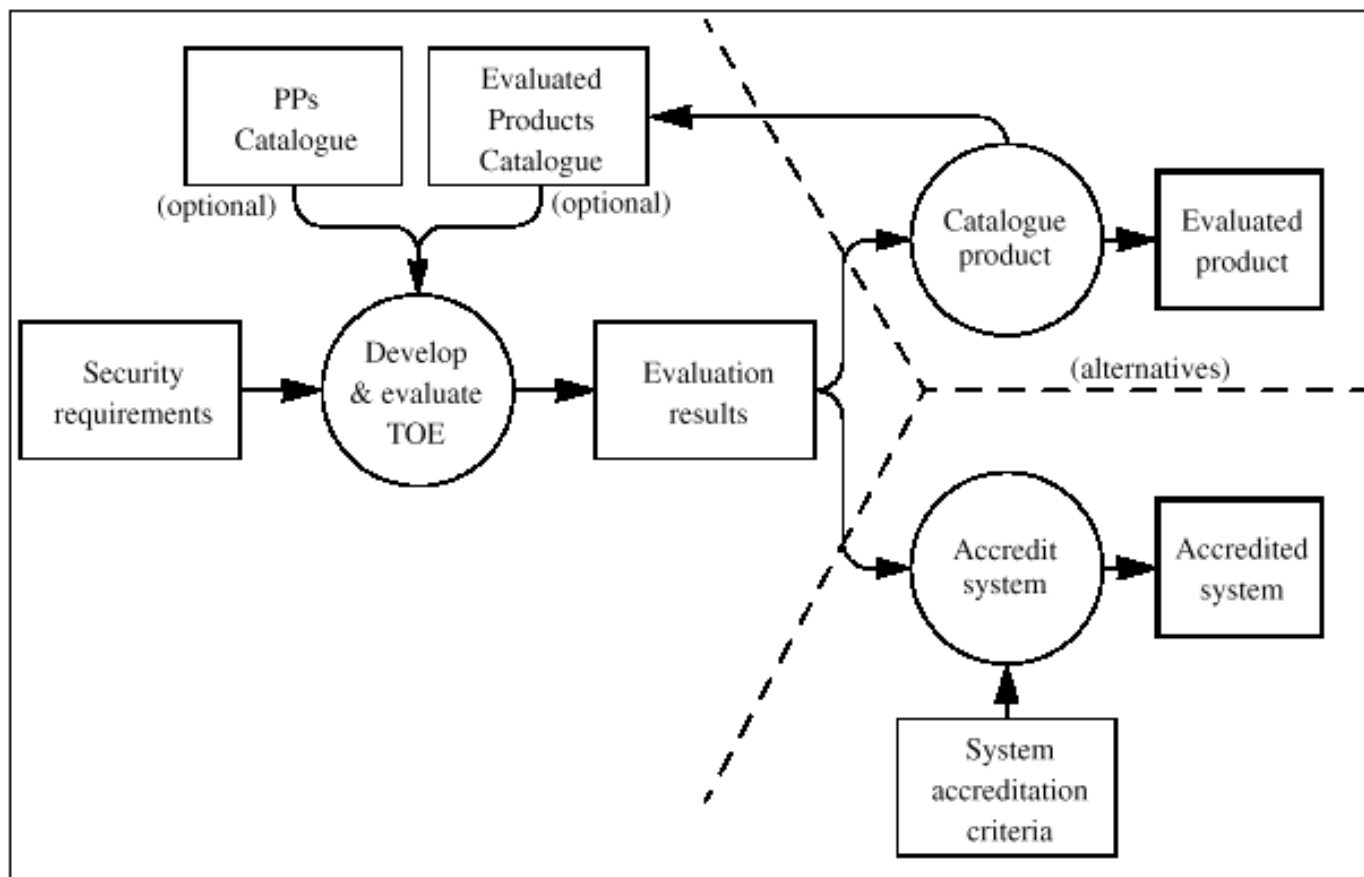 PPs
Catalogue
(optional)
Evaluated
Products
Catalogue
(optional)
Catalogue
product
Evaluated
product
Security
requirements
Develop
& evaluate
TOE
Evaluation
results
(alternatives)
Accredit
system
Accredited
system
System
accreditation
criteria